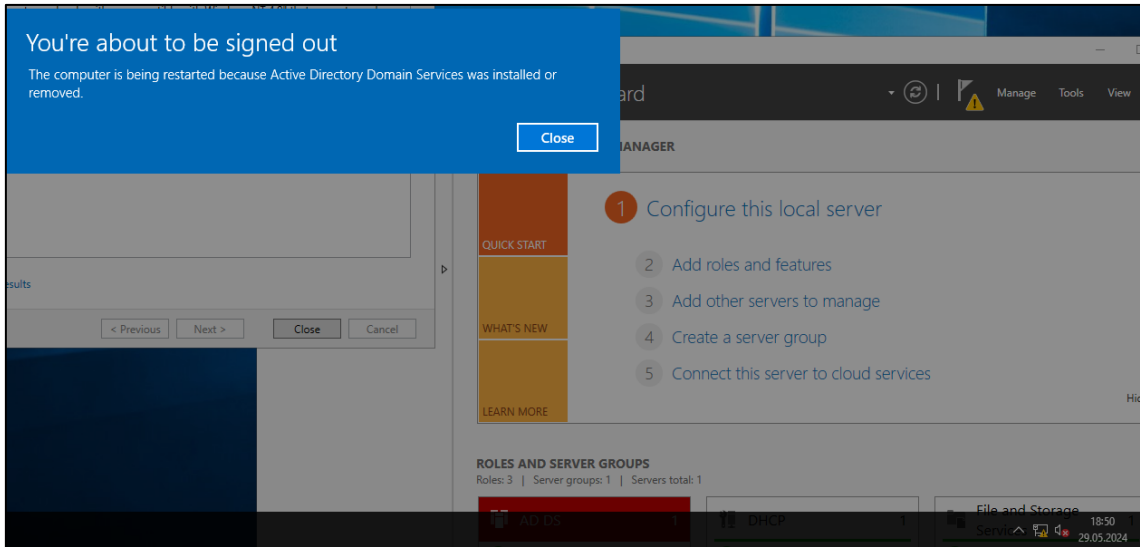 You're about to be signed out
The computer is being restarted because Active Directory Domain Services was installed or
removed.
Close
ard
Manage Tools View
ANAGER
QUICK START
WHAT'S NEW
LEARN MORE
1 Configure this local server
2 Add roles and features
3 Add other servers to manage
4 Create a server group
5 Connect this server to cloud services
Hid
esults
< Previous Next > Close Cancel
ROLES AND SERVER GROUPS
Roles: 3 | Server groups: 1 | Servers total: 1
AD DS 1
DHCP 1
File and Storage
Services 1
18:50
29.05.2024